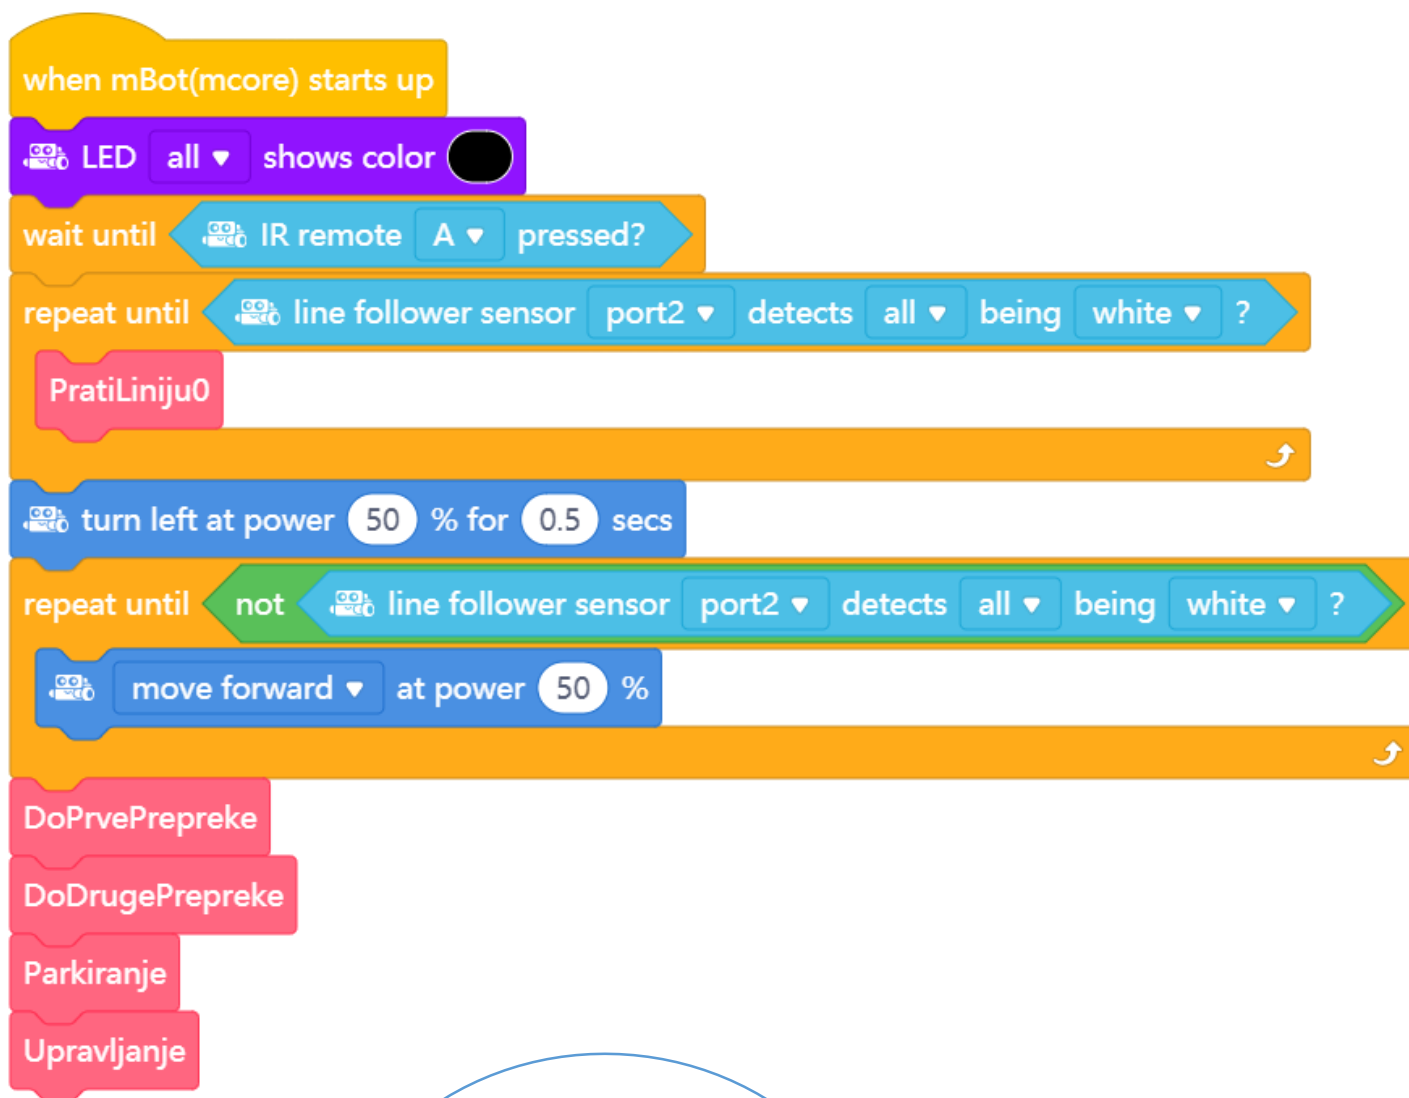 when mBot(mcore) starts up
LED all shows color
wait until IR remote A pressed?
repeat until line follower sensor port2 detects all being white ?
PratiLiniju0
turn left at power 50 % for 0.5 secs
repeat until not line follower sensor port2 detects all being white ?
move forward at power 50 %
DoPrvePrepreke
DoDrugePrepreke
Parkiranje
Upravljanje